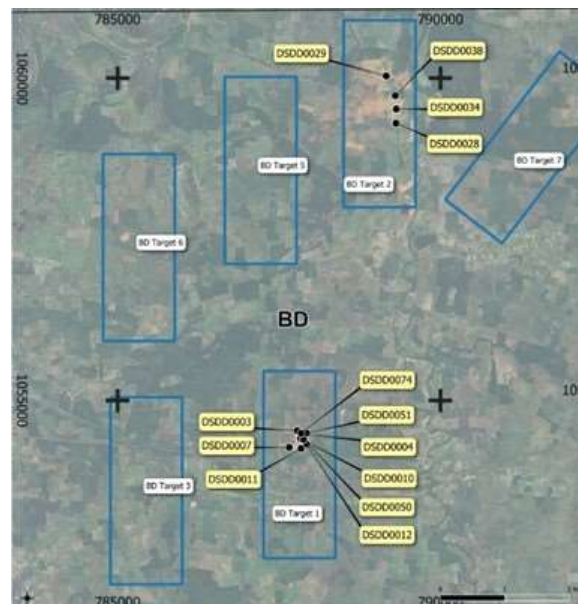 785000
790000
1060000
DSDD0029
DSDD0038
DSDD0034
DSDD0028
BD Target 5
BD Target 2
BD Target 7
BD Target 6
BD
1055000
DSDD0074
DSDD0003
DSDD0051
DSDD0007
DSDD0004
DSDD0011
DSDD0010
DSDD0050
DSDD0012
BD Target 3
BD Target 1
785000
790000